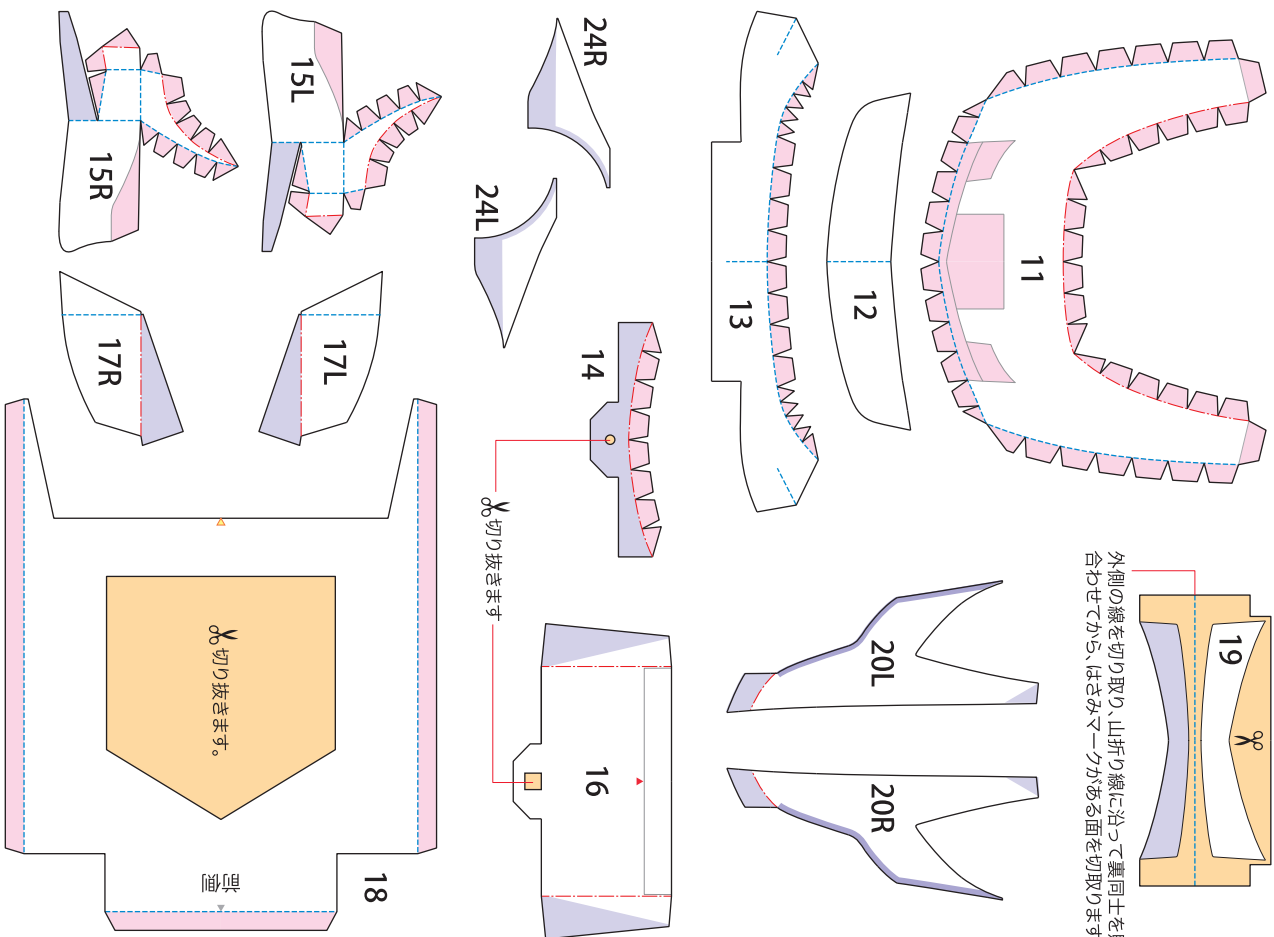 19
外側の線を切り取り、山折り線に沿って裏同士を
合わせてから、はさみマークがある面を切取ります
11
12
13
20L
20R
14
16
切り抜きます
24R
24L
15L
15R
17L
17R
18
切り抜きます。
前側